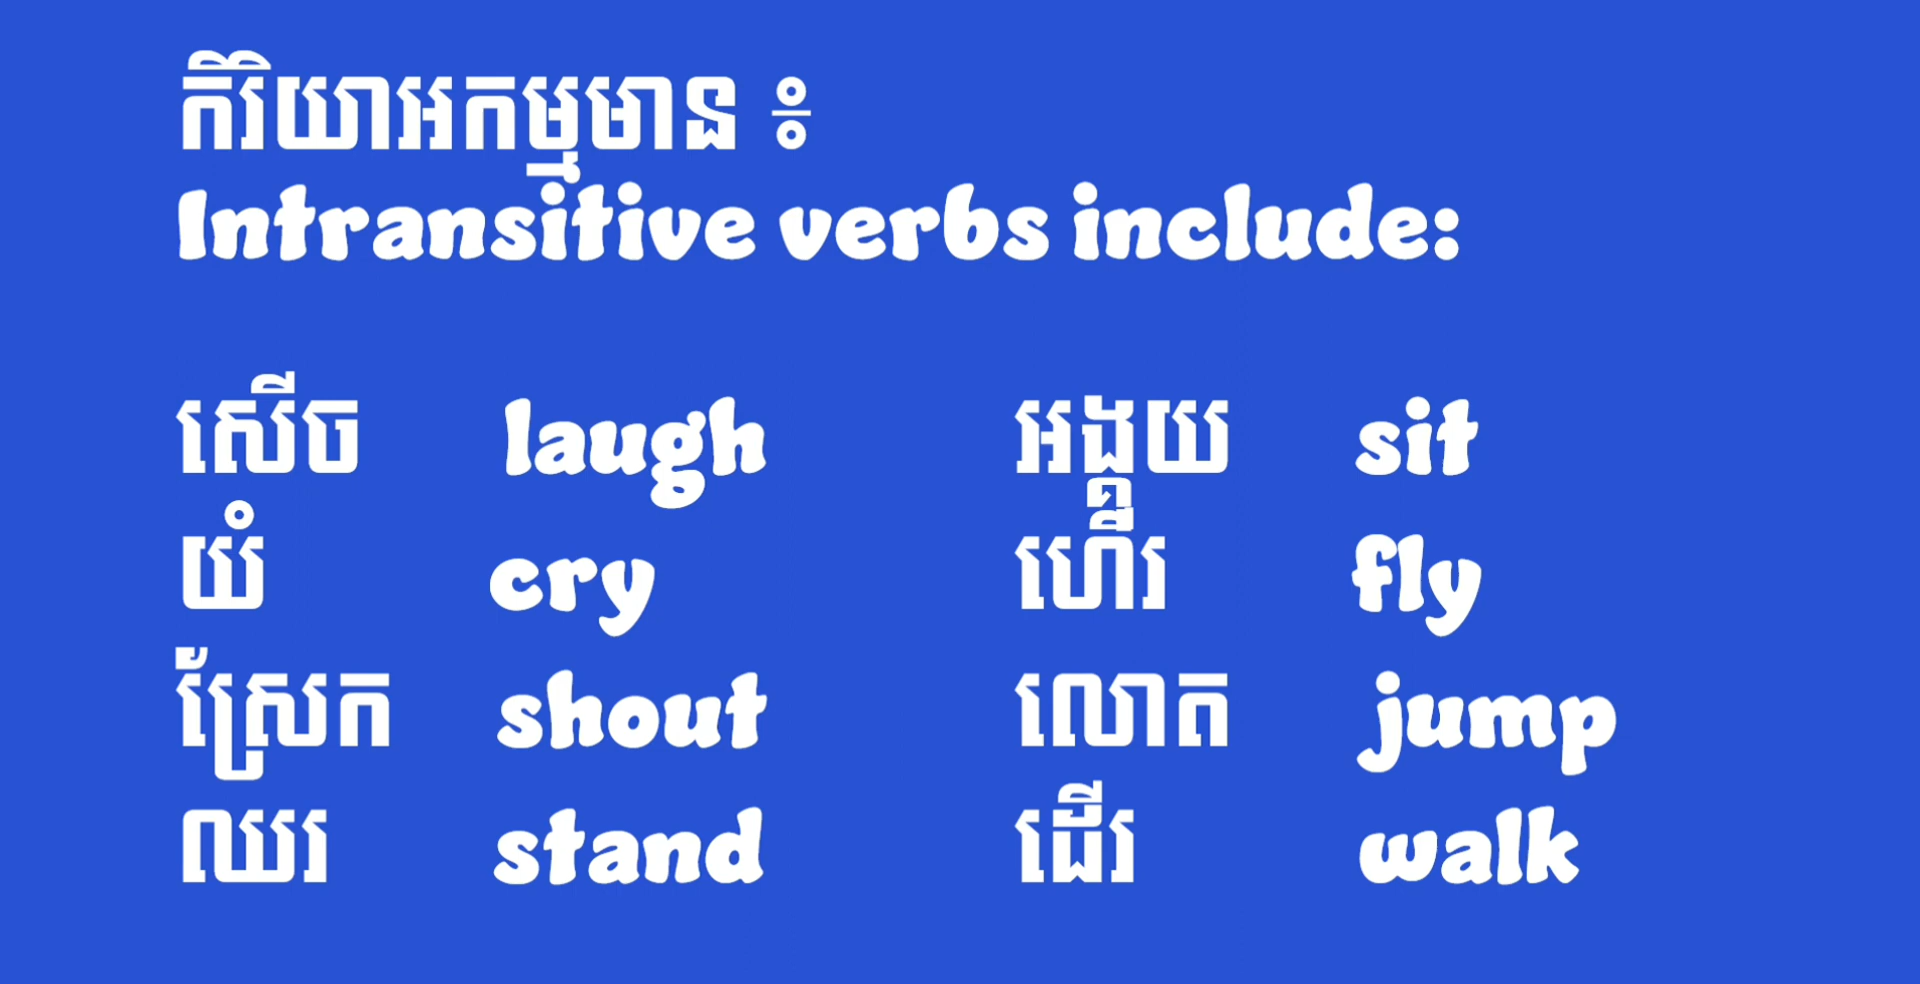 កិរិយាអកម្មមាន ៖
Intransitive verbs include:
សើច laugh អង្គុយ sit
យំ cry ហើរ fly
ស្រែក shout លោត jump
ឈរ stand ដើរ walk